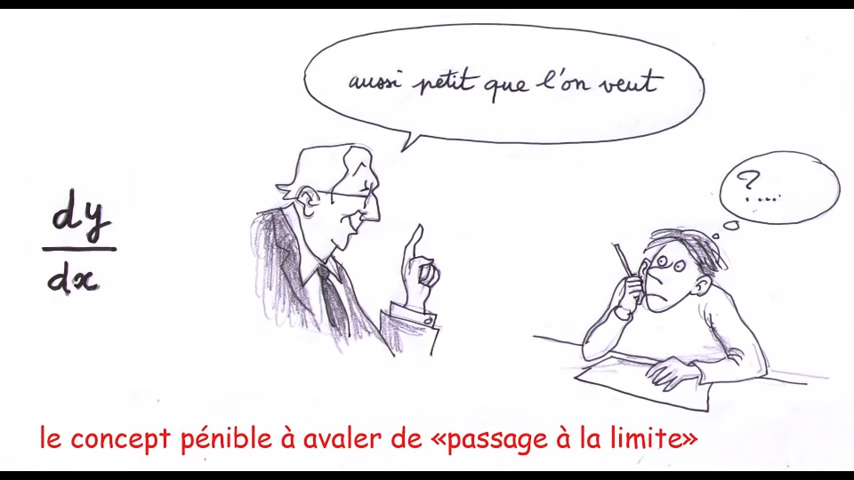 aussi petit que l'on veut
? ....
dy
dx
le concept pénible à avaler de «passage à la limite»